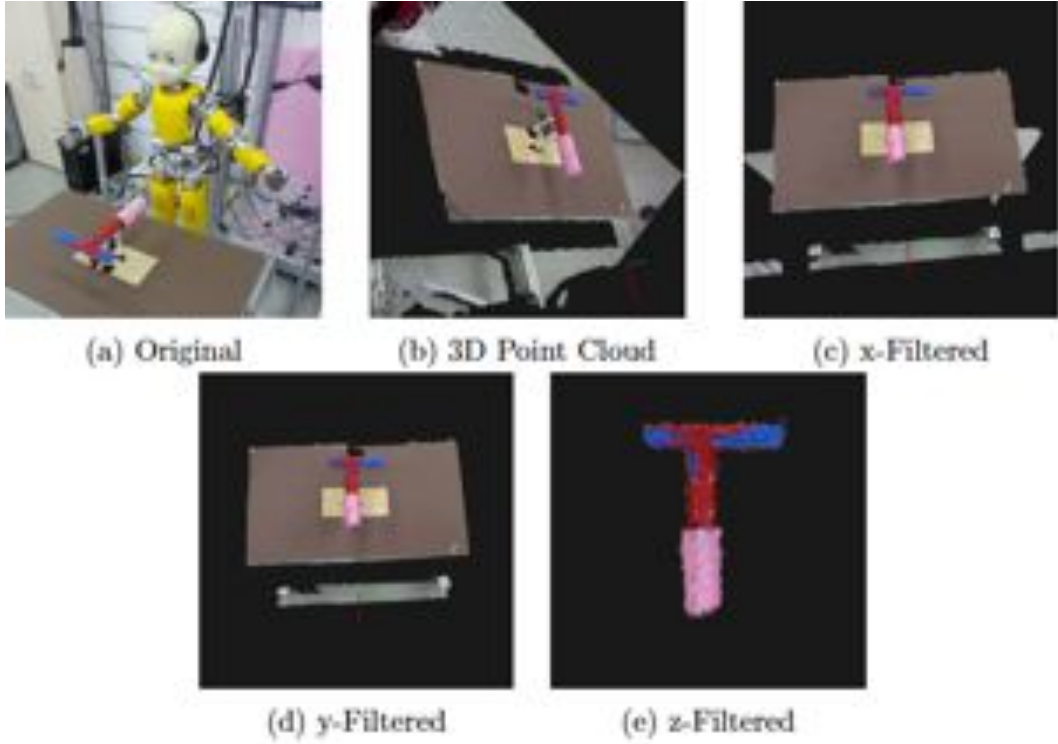 (a) Original
(b) 3D Point Cloud
(c) x-Filtered
(d) y-Filtered
(e) z-Filtered